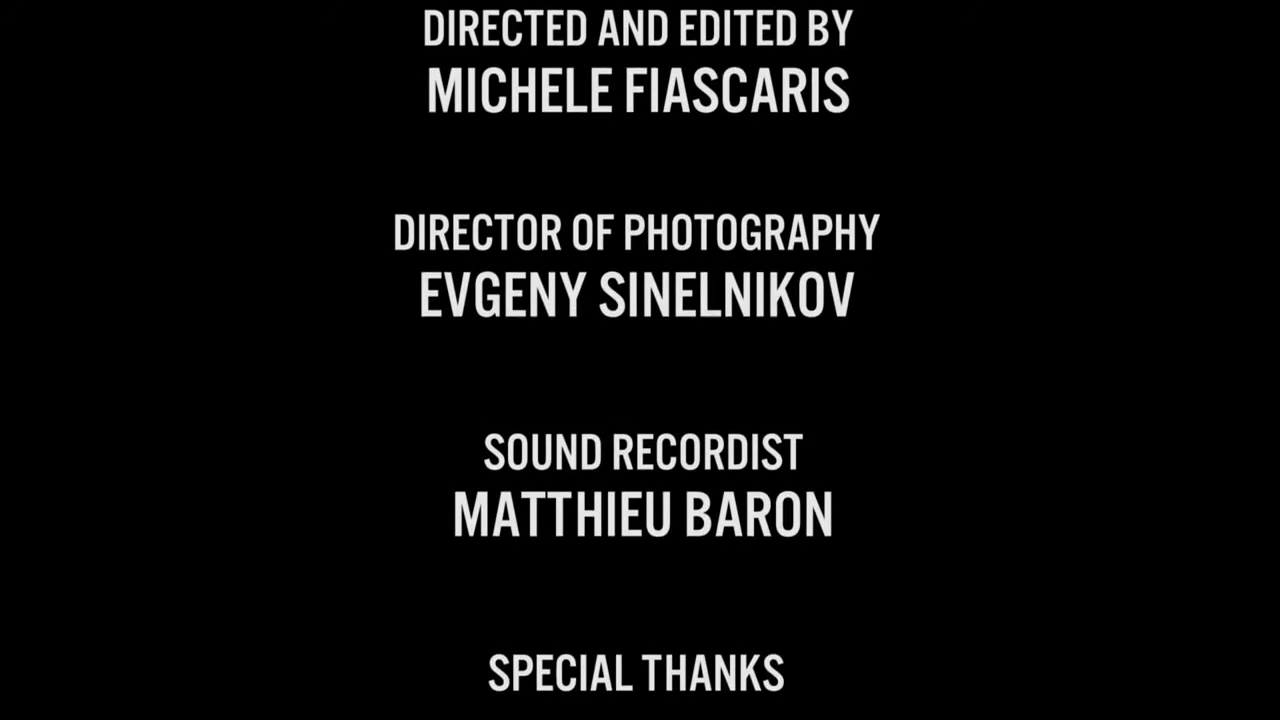 DIRECTED AND EDITED BY
MICHELE FIASCARIS
DIRECTOR OF PHOTOGRAPHY
EVGENY SINELNIKOV
SOUND RECORDIST
MATTHIEU BARON
SPECIAL THANKS